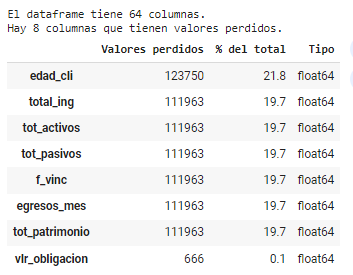 El dataframe tiene 64 columnas.
Hay 8 columnas que tienen valores perdidos.
Valores perdidos % del total Tipo
edad_cli 123750 21.8 float64
total_ing 111963 19.7 float64
tot_activos 111963 19.7 float64
tot_pasivos 111963 19.7 float64
f_vinc 111963 19.7 float64
egresos_mes 111963 19.7 float64
tot_patrimonio 111963 19.7 float64
vlr_obligacion 666 0.1 float64